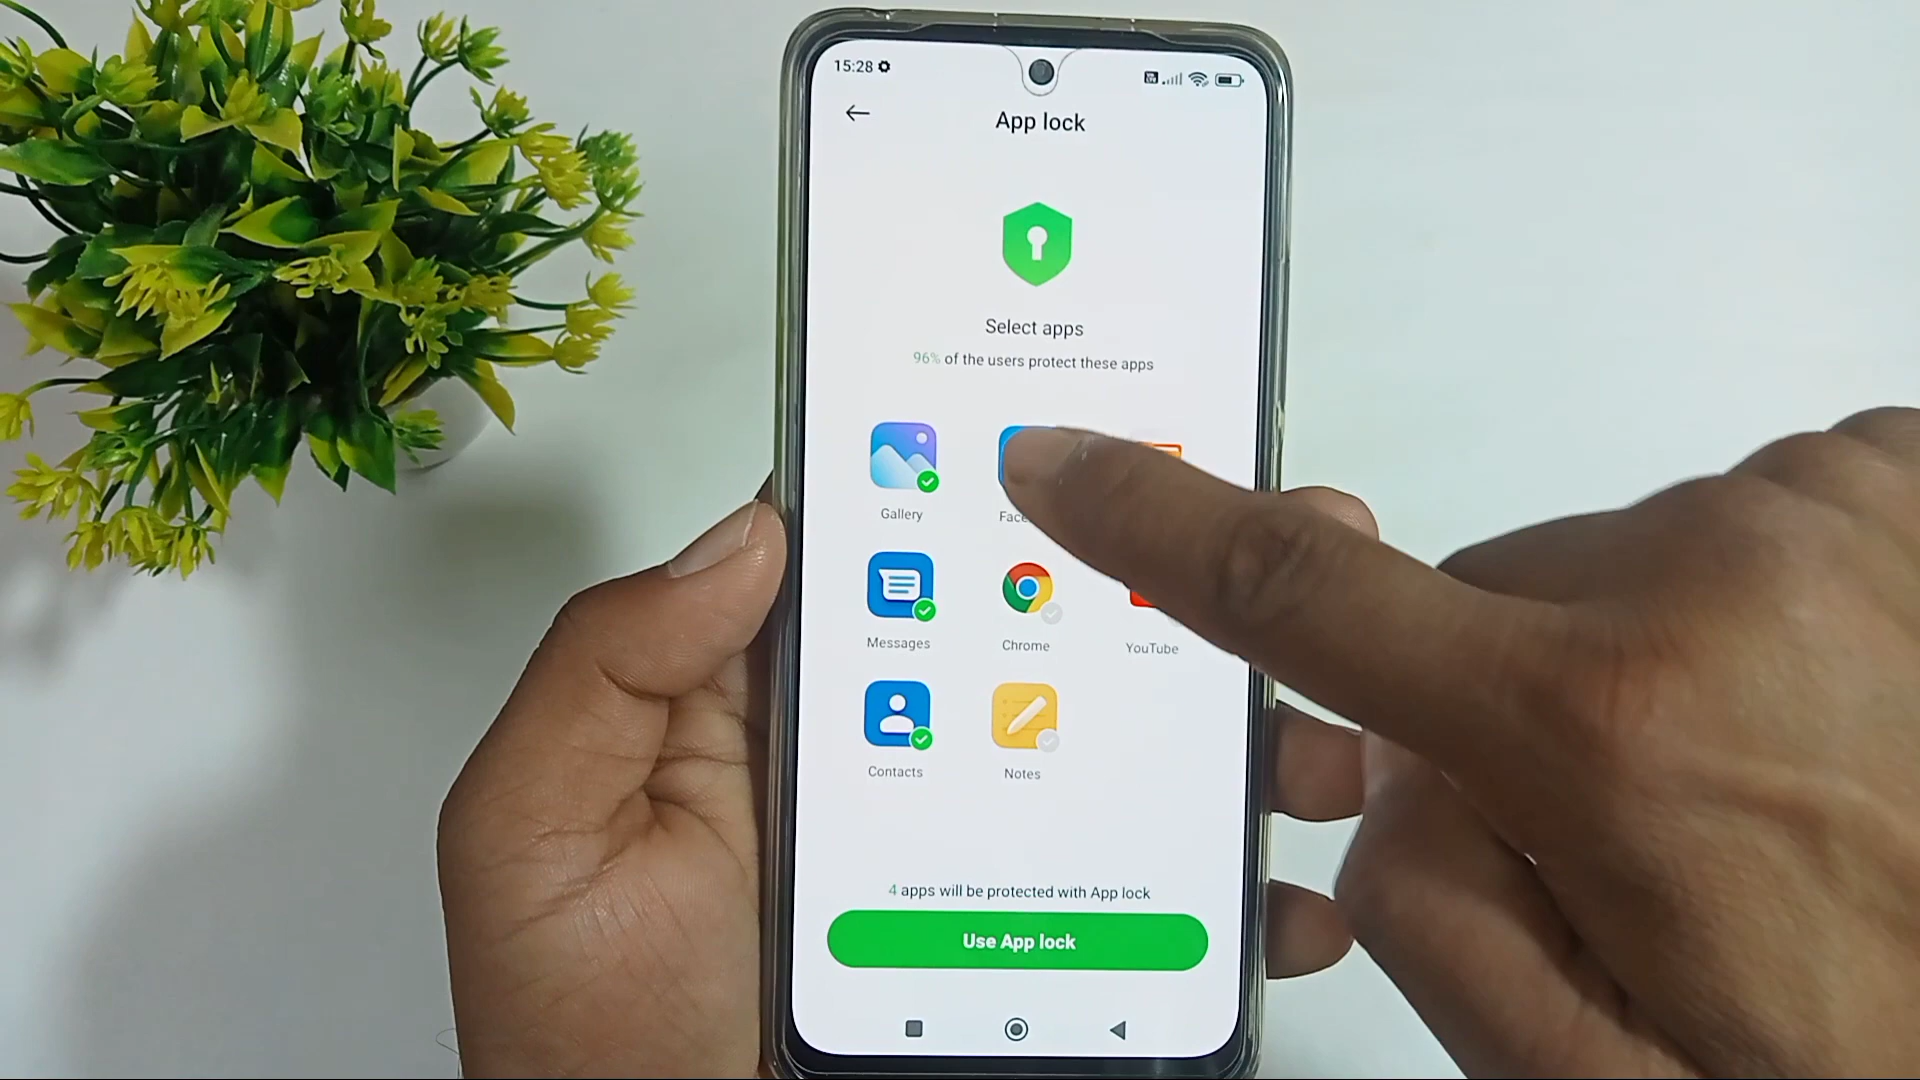 15:28
App lock
Select apps
96% of the users protect these apps
Gallery
Messages
Chrome
YouTube
Contacts
Notes
4 apps will be protected with App lock
Use App lock